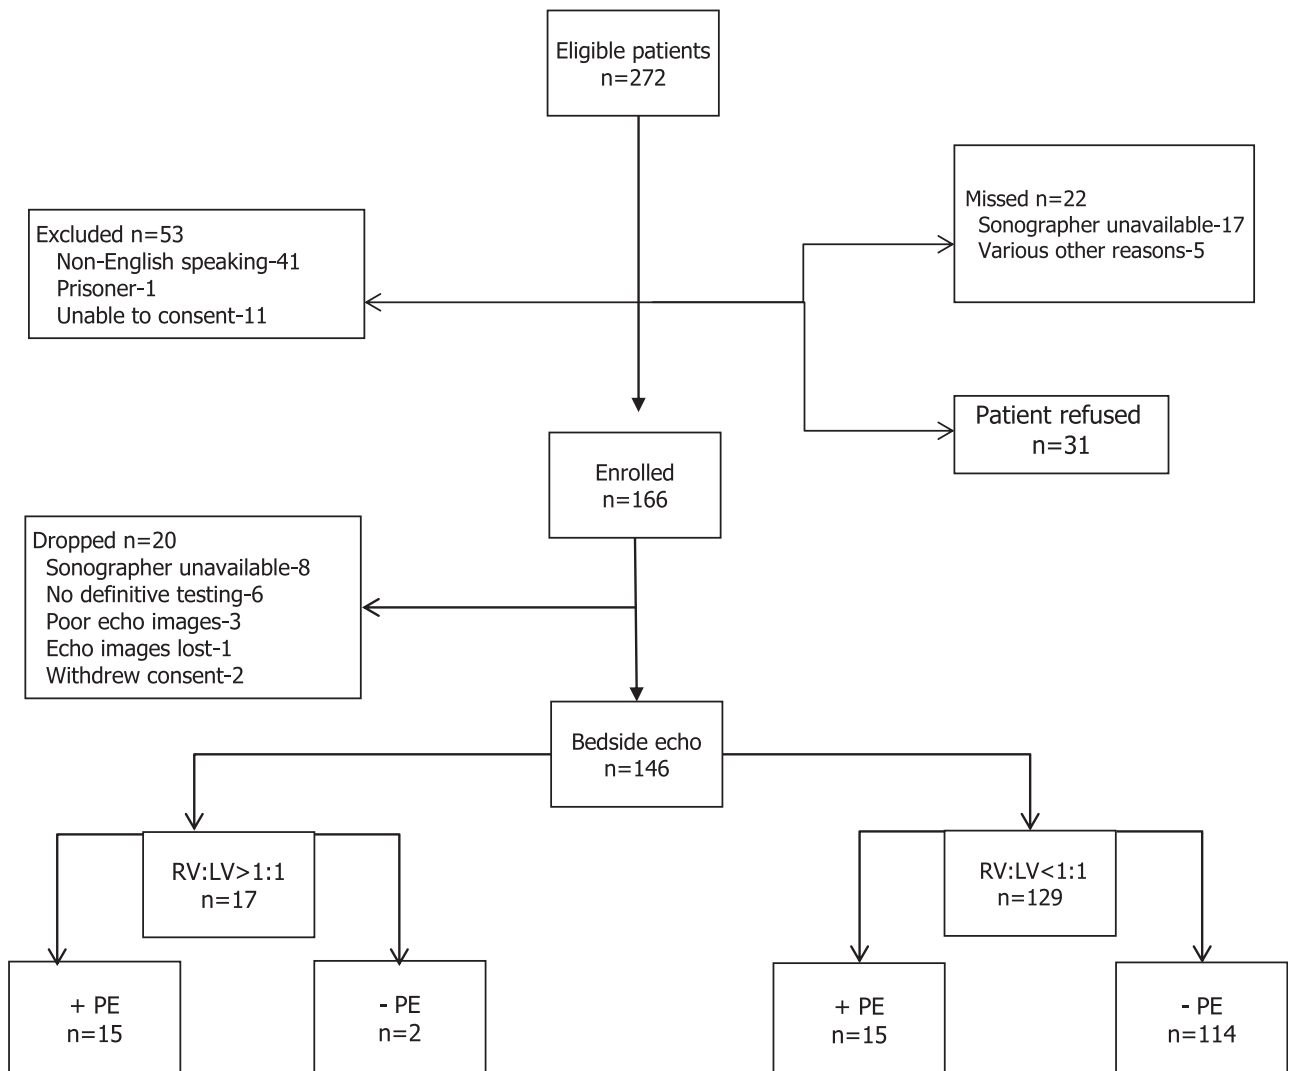 Eligible patients
n=272
Missed n=22
Sonographer unavailable-17
Various other reasons-5
Excluded n=53
Non-English speaking-41
Prisoner-1
Unable to consent-11
Patient refused
n=31
Enrolled
n=166
Dropped n=20
Sonographer unavailable-8
No definitive testing-6
Poor echo images-3
Echo images lost-1
Withdrew consent-2
Bedside echo
n=146
RV:LV>1:1
n=17
RV:LV<1:1
n=129
+ PE
n=15
- PE
n=2
+ PE
n=15
- PE
n=114